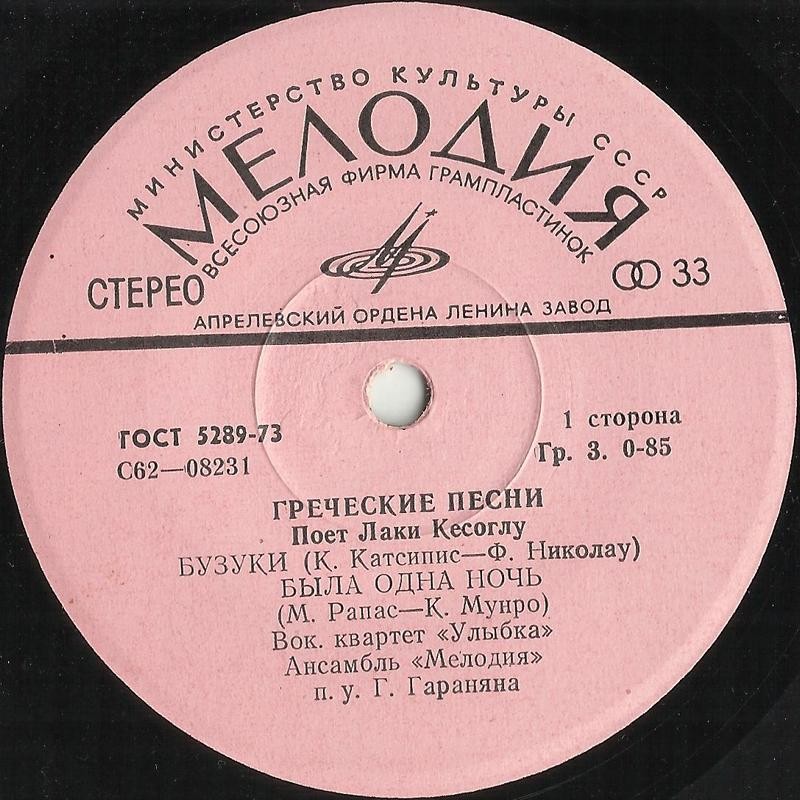 МИНИСТЕРСТВО КУЛЬТУРЫ СССР
МЕЛОДИЯ
ВСЕСОЮЗНАЯ ФИРМА ГРАМПЛАСТИНОК
СТЕРЕО
33
АПРЕЛЕВСКИЙ ОРДЕНА ЛЕНИНА ЗАВОД
ГОСТ 5289-73
С62—08231
1 сторона
Гр. 3. 0-85
ГРЕЧЕСКИЕ ПЕСНИ
Поет Лаки Кесоглу
БУЗУКИ (К. Катсипис—Ф. Николау)
БЫЛА ОДНА НОЧЬ
(М. Рапас—К. Мунро)
Вок. квартет «Улыбка»
Ансамбль «Мелодия»
п. у. Г. Гараняна